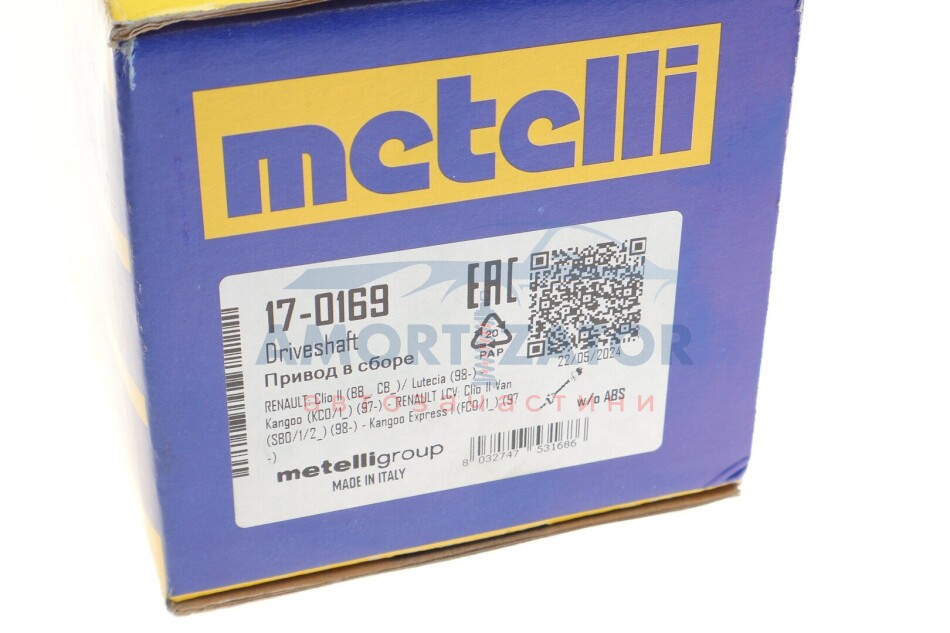 metelli
17-0169
EAC
Driveshaft
20
PAP
Привод в сборе
22/05/2024
RENAULT Clio II (BB_, CB_)/ Lutecia (98-) -
Kangoo (KC0/1_) (97-) - RENAULT LCV: Clio II Van
(SB0/1/2_) (98-) - Kangoo Express I (FC0/1_) (97
-)
w/o ABS
metelligroup
MADE IN ITALY
8 032747 531686
AMORTIZATOR
автозапчастини